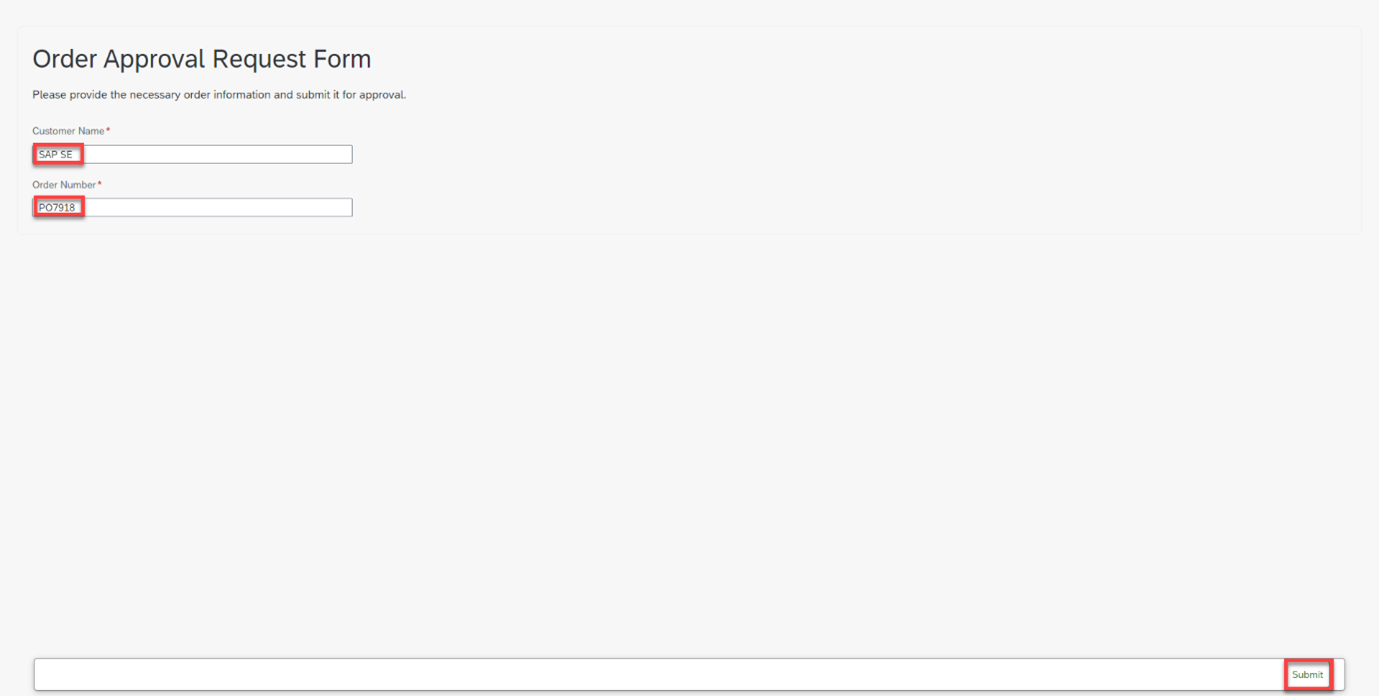 Order Approval Request Form
Please provide the necessary order information and submit it for approval.
Customer Name*
SAP SE
Order Number*
PO7918
Submit